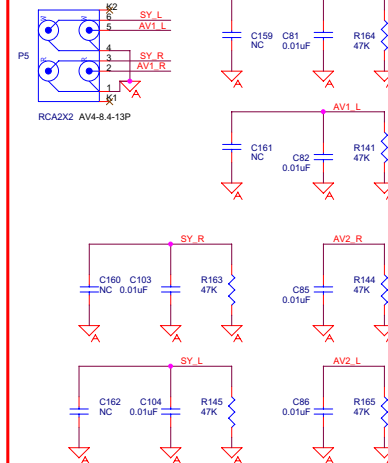 K2
6
SY_L
5
AV1_L
P5
4
3
SY_R
2
AV1_R
1
K1
RCA2X2 AV4-8.4-13P
W
W
R
R
C159
NC
C81
0.01uF
R164
47K
A
A
A
AV1_L
C161
NC
C82
0.01uF
R141
47K
A
A
SY_R
AV2_R
C160
NC
C103
0.01uF
R163
47K
C85
0.01uF
R144
47K
A
A
A
A
SY_L
AV2_L
C162
NC
C104
0.01uF
R145
47K
C86
0.01uF
R165
47K
A
A
A
A